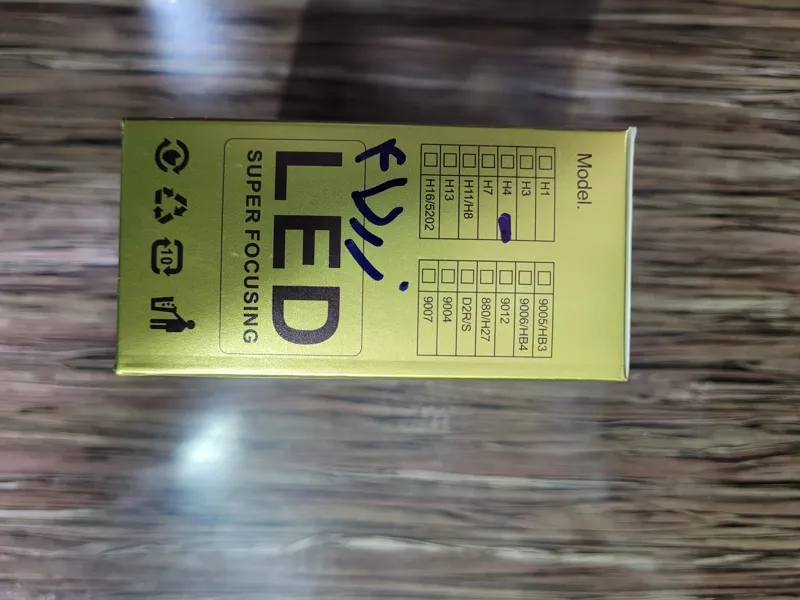 Model.
H1 9005/HB3
H3 9006/HB4
H4 9012
H7 880/H27
H11/H8 D2R/S
H13 9004
H16/5202 9007
LED
SUPER FOCUSING
10